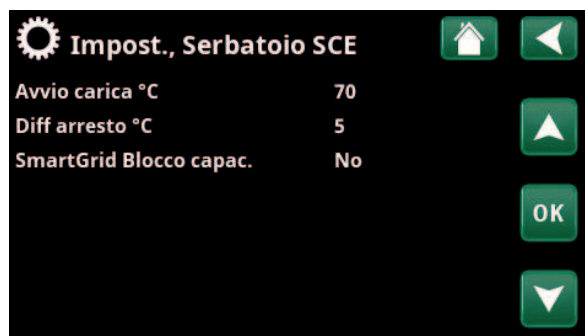 Impost., Serbatoio SCE
Avvio carica °C 70
Diff arresto °C 5
SmartGrid Blocco capac. No
OK